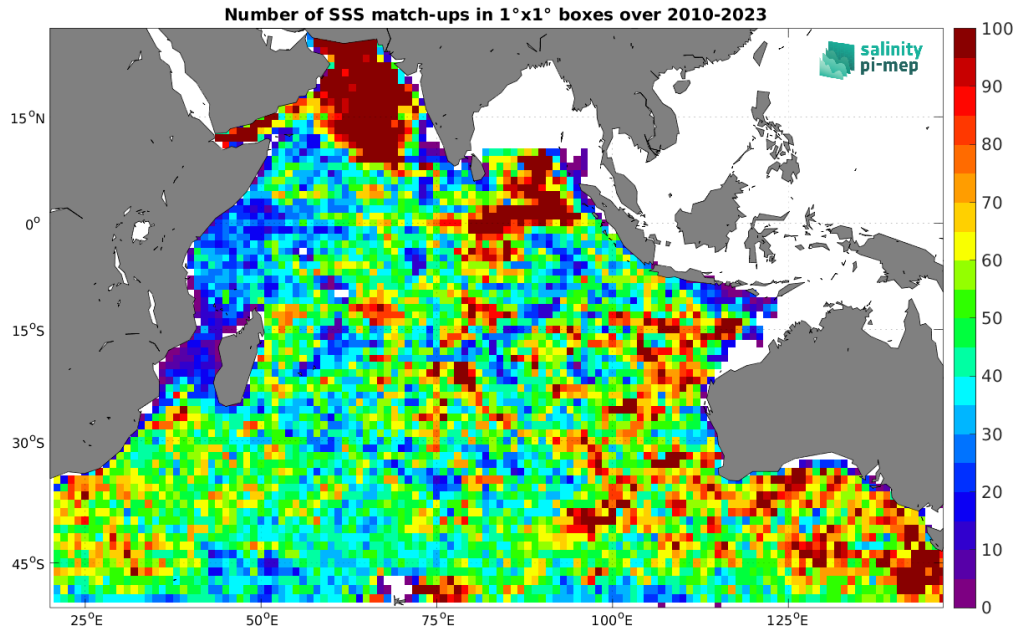 Number of SSS match-ups in 1°x1° boxes over 2010-2023
salinity
pi-mep
100
90
80
70
60
50
40
30
20
10
0
15°N
0°
15°S
30°S
45°S
25°E
50°E
75°E
100°E
125°E